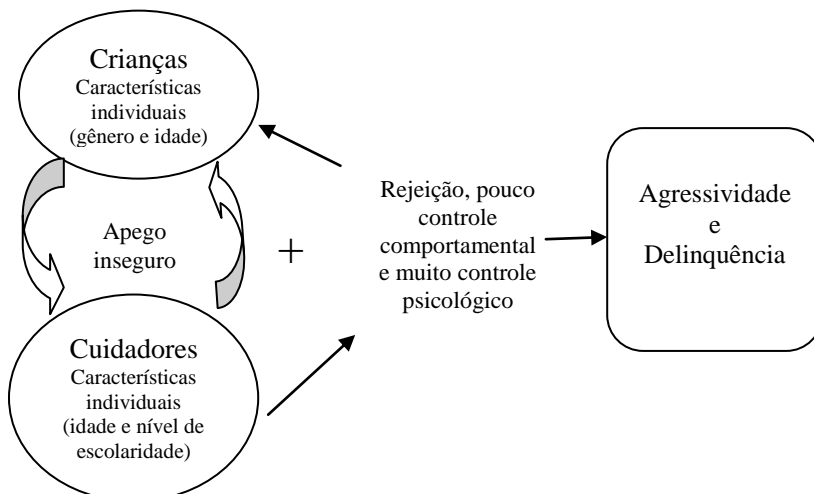 Crianças
Características
individuais
(gênero e idade)
Apego
inseguro
+
Cuidadores
Características
individuais
(idade e nível de
escolaridade)
Rejeição, pouco
controle
comportamental
e muito controle
psicológico
Agressividade
e
Delinquência